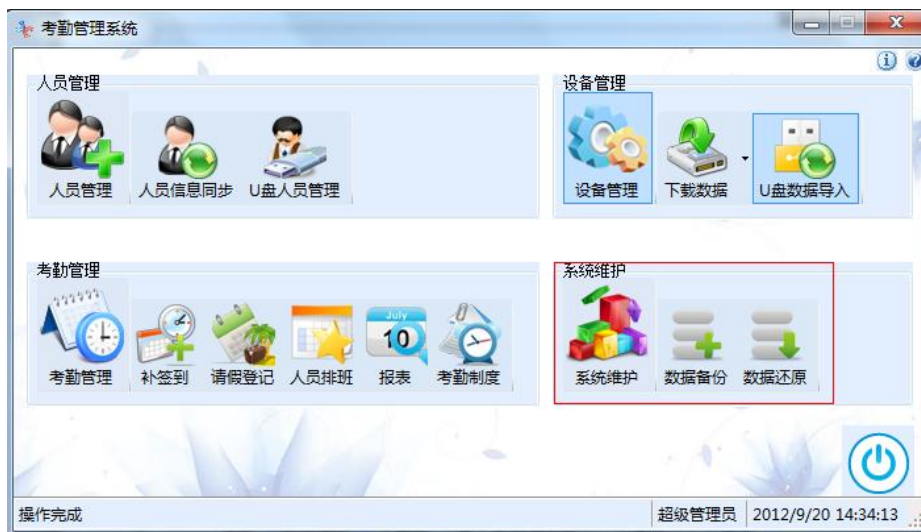 考勤管理系统
人员管理
设备管理
人员管理
人员信息同步
U盘人员管理
设备管理
下载数据
U盘数据导入
考勤管理
系统维护
July
10
考勤管理
补签到
请假登记
人员排班
报表
考勤制度
系统维护
数据备份
数据还原
操作完成
超级管理员
2012/9/20 14:34:13